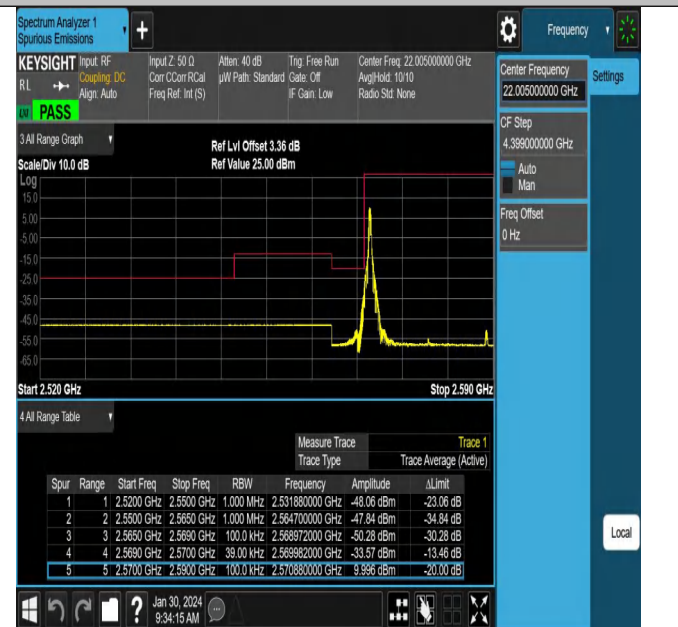 Spectrum Analyzer 1
Spurious Emissions
+
Frequency
KEYSIGHT
Input: RF
Coupling: DC
Align: Auto
Input Z: 50 Ω
Corr CCorr RCal
Freq Ref: Int (S)
Atten: 40 dB
µW Path: Standard
Trig: Free Run
Gate: Off
IF Gain: Low
Center Freq: 22.005000000 GHz
Avg|Hold: 10/10
Radio Std: None
R L
PASS
Center Frequency
22.005000000 GHz
Settings
CF Step
4.399000000 GHz
Auto
Man
Freq Offset
0 Hz
3 All Range Graph
Scale/Div 10.0 dB
Ref Lvl Offset 3.36 dB
Ref Value 25.00 dBm
Log
15.0
5.00
-5.00
-15.0
-25.0
-35.0
-45.0
-55.0
-65.0
Start 2.520 GHz
Stop 2.590 GHz
4 All Range Table
Measure Trace Trace 1
Trace Type Trace Average (Active)
Spur Range Start Freq Stop Freq RBW Frequency Amplitude ΔLimit
1 1 2.5200 GHz 2.5500 GHz 1.000 MHz 2.531880000 GHz -48.06 dBm -23.06 dB
2 2 2.5500 GHz 2.5650 GHz 1.000 MHz 2.564700000 GHz -47.84 dBm -34.84 dB
3 3 2.5650 GHz 2.5690 GHz 100.0 kHz 2.568972000 GHz -50.28 dBm -30.28 dB
4 4 2.5690 GHz 2.5700 GHz 39.00 kHz 2.569982000 GHz -33.57 dBm -13.46 dB
5 5 2.5700 GHz 2.5900 GHz 100.0 kHz 2.570880000 GHz 9.996 dBm -20.00 dB
Local
?
Jan 30, 2024
9:34:15 AM